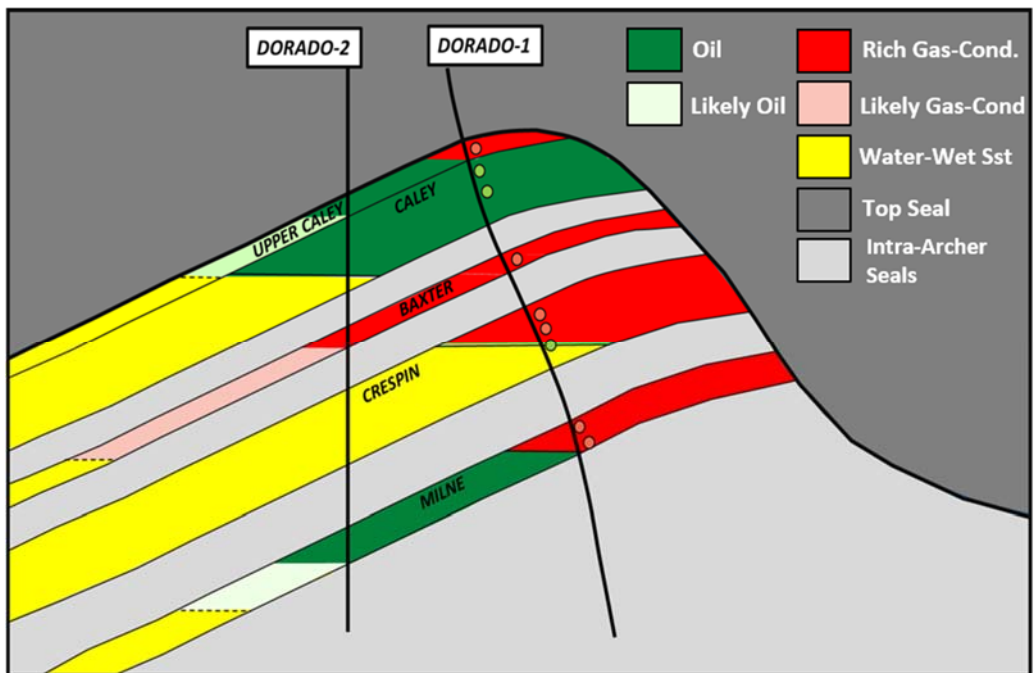 DORADO-2
DORADO-1
Oil
Likely Oil
Rich Gas-Cond.
Likely Gas-Cond
Water-Wet Sst
Top Seal
Intra-Archer
Seals
UPPER CALEY
CALEY
BAXTER
CRESPIN
MILNE